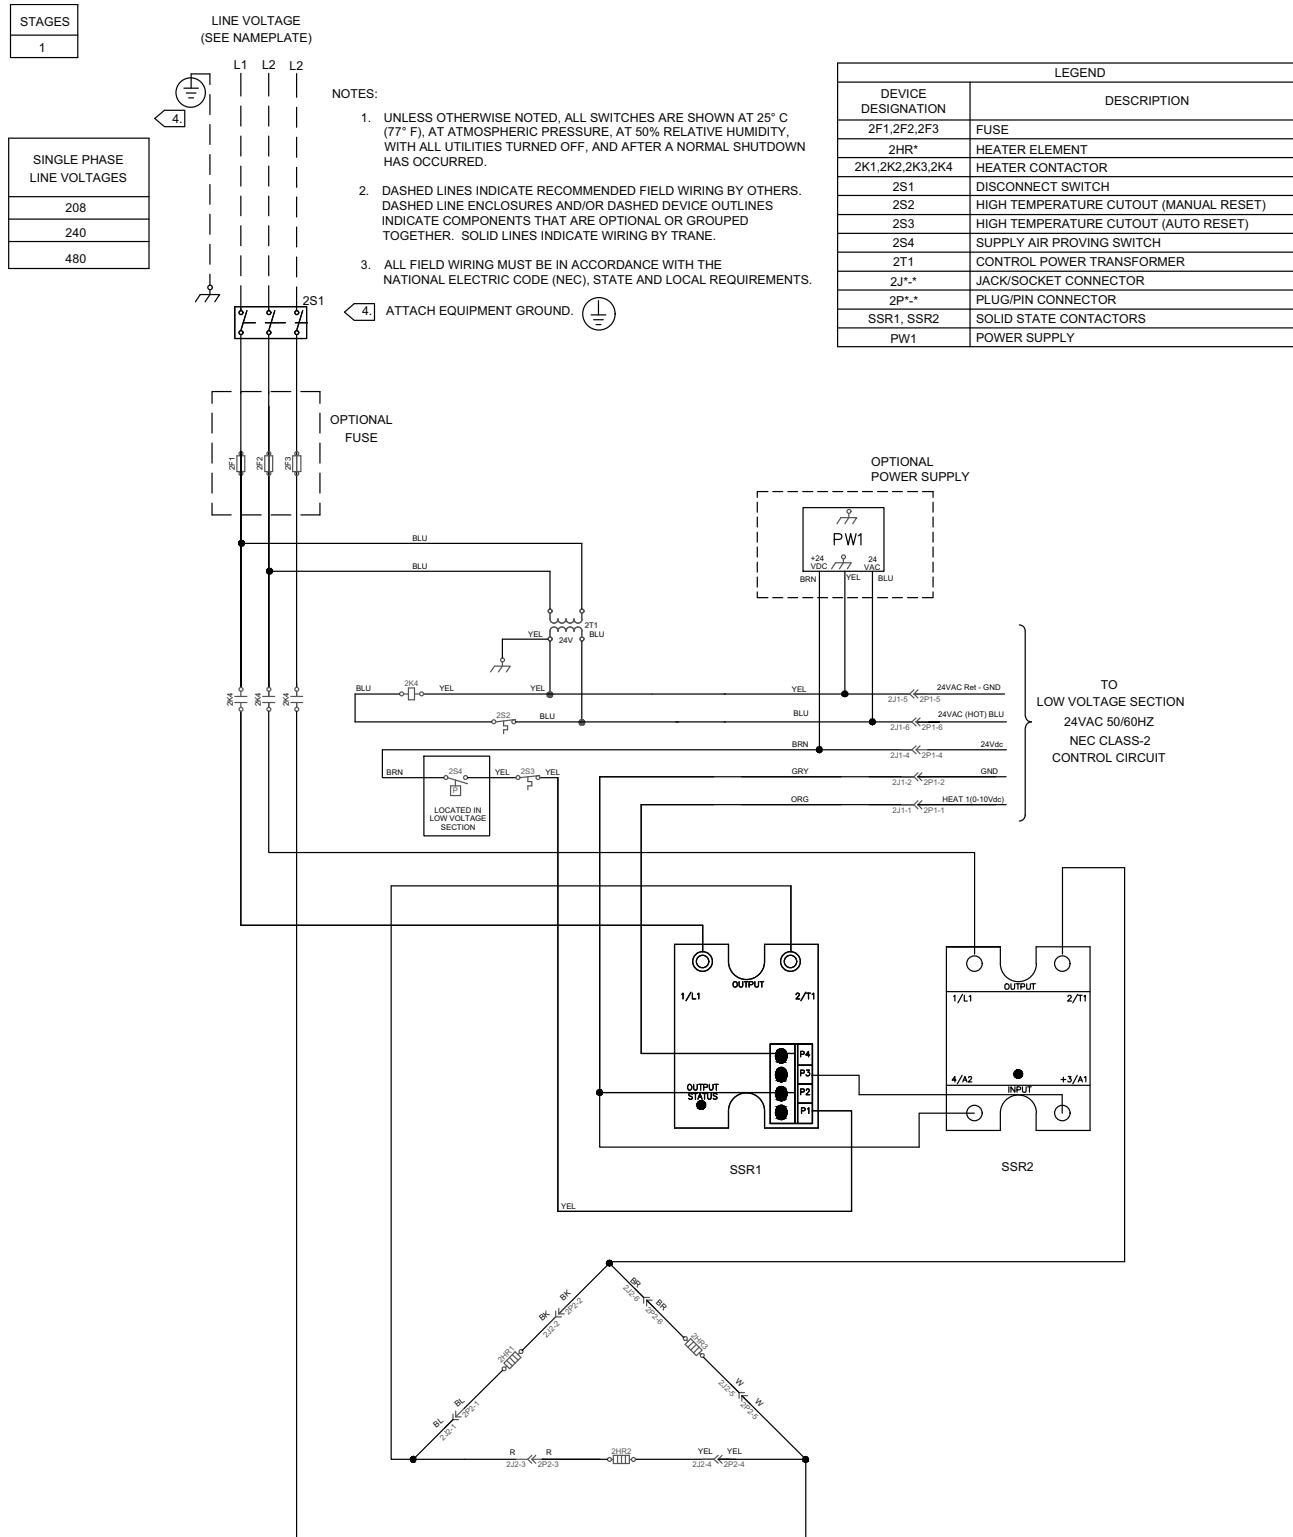 STAGES
1
LINE VOLTAGE
(SEE NAMEPLATE)
L1 L2 L2
4.
SINGLE PHASE
LINE VOLTAGES
208
240
480
NOTES:
1. UNLESS OTHERWISE NOTED, ALL SWITCHES ARE SHOWN AT 25° C
(77° F), AT ATMOSPHERIC PRESSURE, AT 50% RELATIVE HUMIDITY,
WITH ALL UTILITIES TURNED OFF, AND AFTER A NORMAL SHUTDOWN
HAS OCCURRED.
2. DASHED LINES INDICATE RECOMMENDED FIELD WIRING BY OTHERS.
DASHED LINE ENCLOSURES AND/OR DASHED DEVICE OUTLINES
INDICATE COMPONENTS THAT ARE OPTIONAL OR GROUPED
TOGETHER. SOLID LINES INDICATE WIRING BY TRANE.
3. ALL FIELD WIRING MUST BE IN ACCORDANCE WITH THE
NATIONAL ELECTRIC CODE (NEC), STATE AND LOCAL REQUIREMENTS.
4. ATTACH EQUIPMENT GROUND.
LEGEND
DEVICE
DESIGNATION
DESCRIPTION
2F1,2F2,2F3 FUSE
2HR* HEATER ELEMENT
2K1,2K2,2K3,2K4 HEATER CONTACTOR
2S1 DISCONNECT SWITCH
2S2 HIGH TEMPERATURE CUTOUT (MANUAL RESET)
2S3 HIGH TEMPERATURE CUTOUT (AUTO RESET)
2S4 SUPPLY AIR PROVING SWITCH
2T1 CONTROL POWER TRANSFORMER
2J*-* JACK/SOCKET CONNECTOR
2P*-* PLUG/PIN CONNECTOR
SSR1, SSR2 SOLID STATE CONTACTORS
PW1 POWER SUPPLY
2S1
OPTIONAL
FUSE
2F1 2F2 2F3
OPTIONAL
POWER SUPPLY
PW1
+24
VDC
24
VAC
BRN YEL BLU
BLU
BLU
2T1
YEL 24V BLU
2K4 2K4 2K4
BLU 2K4 YEL YEL YEL 2J1-5 2P1-5 24VAC Ret - GND
2S2 BLU BLU 2J1-6 2P1-6 24VAC (HOT) BLU
BRN 2J1-4 2P1-4 24Vdc
BRN 2S4 P YEL 2S3 YEL GRY 2J1-2 2P1-2 GND
ORG 2J1-1 2P1-1 HEAT 1(0-10Vdc)
LOCATED IN
LOW VOLTAGE
SECTION
TO
LOW VOLTAGE SECTION
24VAC 50/60HZ
NEC CLASS-2
CONTROL CIRCUIT
OUTPUT
1/L1 2/T1
P4
P3
P2
P1
OUTPUT
STATUS
SSR1
OUTPUT
1/L1 2/T1
4/A2 +3/A1
INPUT
SSR2
YEL
BK BK
2J2-2 2P2-2
2HR1
BL BL
2J2-1 2P2-1
BR BR
2J2-6 2P2-6
2HR3
W W
2J2-5 2P2-5
R R 2HR2 YEL YEL
2J2-3 2P2-3 2J2-4 2P2-4